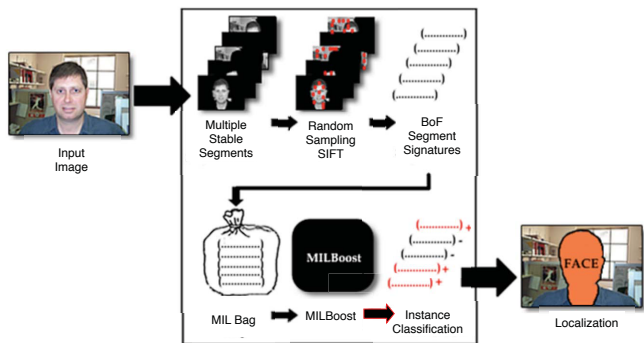 Input
Image
Multiple
Stable
Segments
Random
Sampling
SIFT
BoF
Segment
Signatures
(.............)
(.............)
(.............)
(.............)
(.............)
MIL Bag
MILBoost
MILBoost
(.............) +
(.............) -
(.............) -
(.............) +
(.............) +
Instance
Classification
FACE
Localization